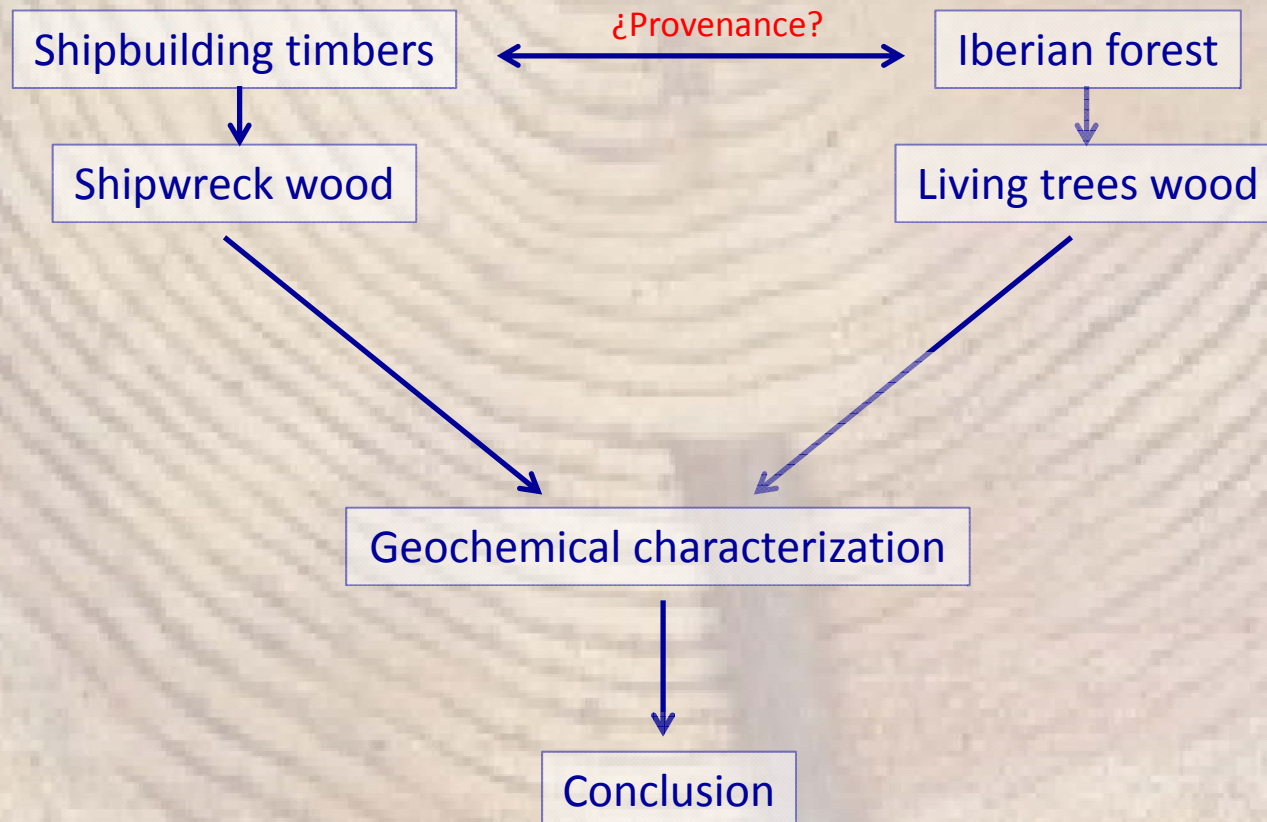 ¿Provenance?
Shipbuilding timbers
Iberian forest
Shipwreck wood
Living trees wood
Geochemical characterization
Conclusion